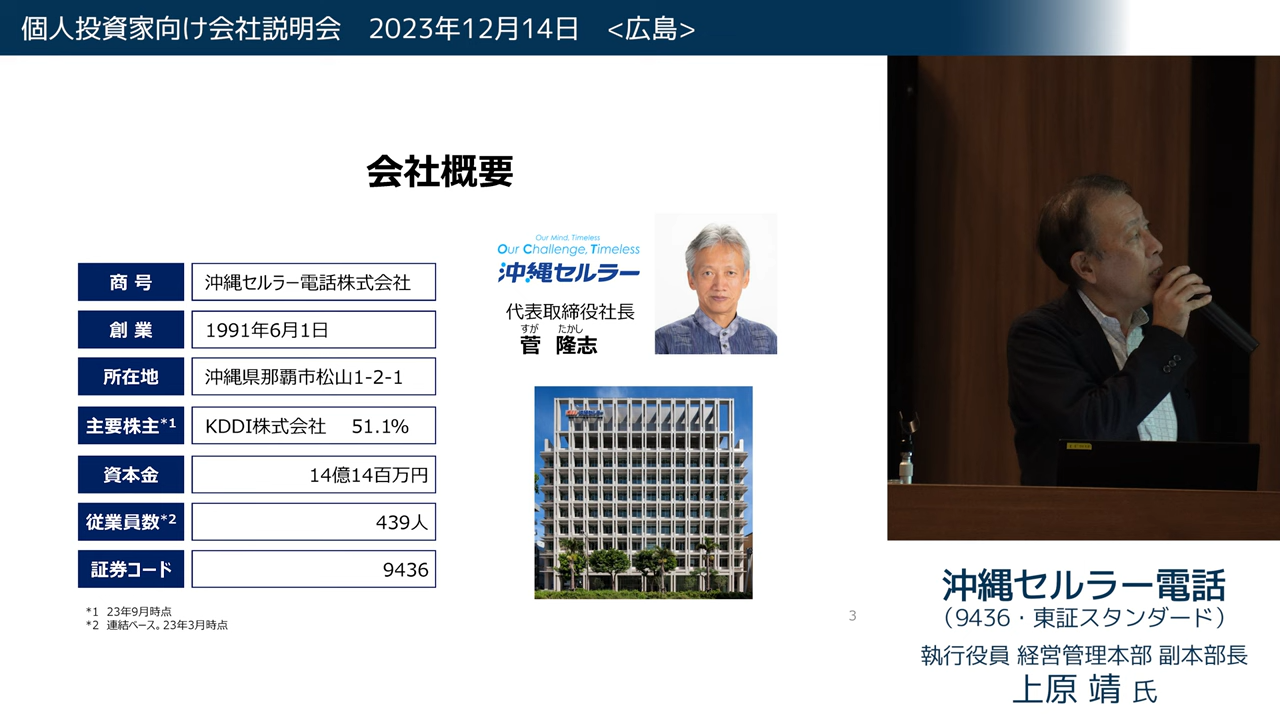 個人投資家向け会社説明会　2023年12月14日　<広島>
会社概要
商 号　沖縄セルラー電話株式会社
創 業　1991年6月1日
所在地　沖縄県那覇市松山1-2-1
主要株主*1　KDDI株式会社　51.1%
資本金　14億14百万円
従業員数*2　439人
証券コード　9436
*1 23年9月時点
*2 連結ベース。23年3月時点
Our Mind, Timeless
Our Challenge, Timeless
沖縄セルラー
代表取締役社長
すが　たかし
菅　隆志
3
沖縄セルラー電話
（9436・東証スタンダード）
執行役員 経営管理本部 副本部長
上原 靖 氏